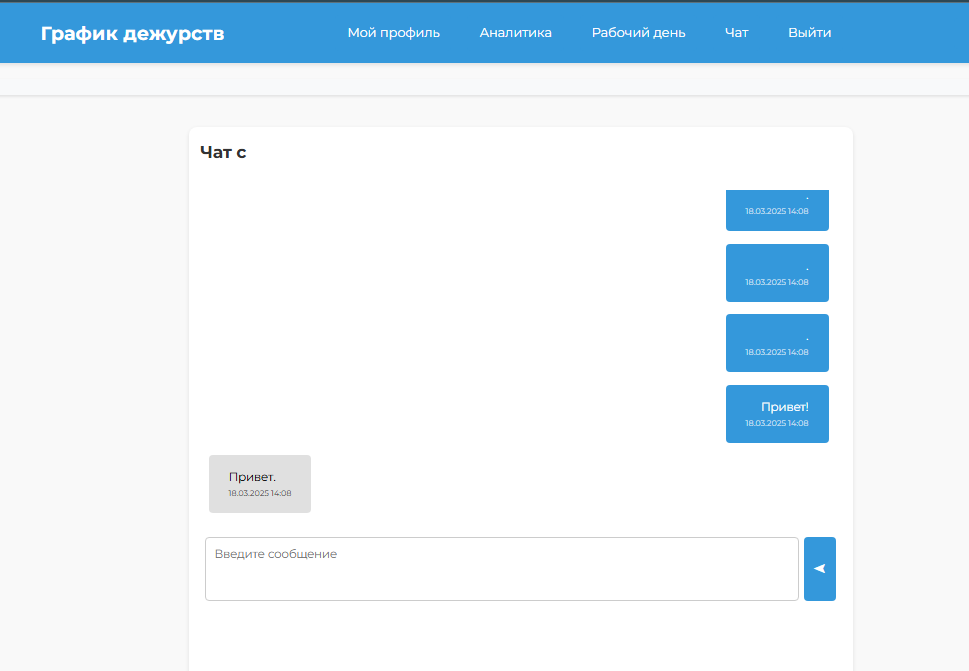 График дежурств
Мой профиль
Аналитика
Рабочий день
Чат
Выйти
Чат с
.
18.03.2025 14:08
.
18.03.2025 14:08
.
18.03.2025 14:08
Привет!
18.03.2025 14:08
Привет.
18.03.2025 14:08
Введите сообщение